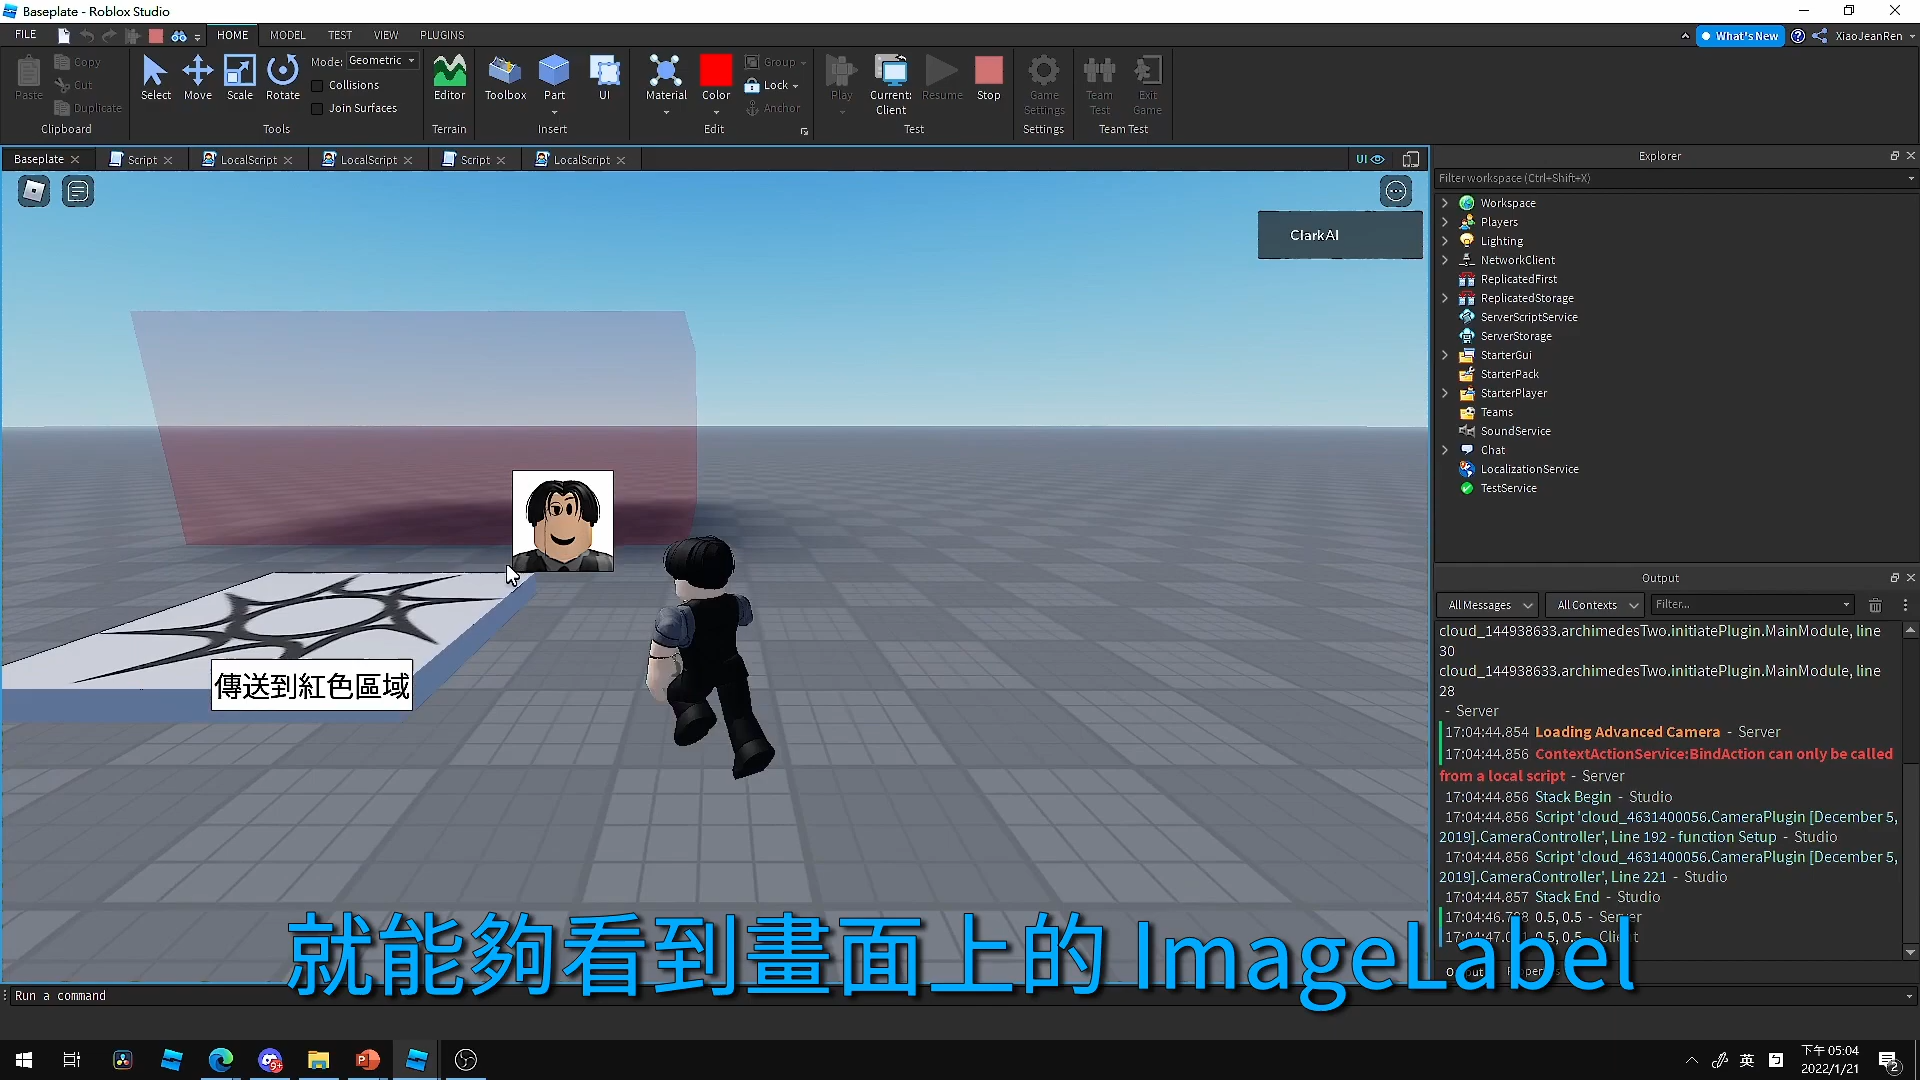 Baseplate - Roblox Studio
FILE
HOME
MODEL
TEST
VIEW
PLUGINS
What's New
XiaoJeanRen
Paste
Copy
Cut
Duplicate
Clipboard
Select
Move
Scale
Rotate
Mode: Geometric
Collisions
Join Surfaces
Tools
Editor
Terrain
Toolbox
Part
UI
Insert
Material
Color
Group
Lock
Anchor
Edit
Play
Current: Client
Resume
Stop
Test
Game Settings
Settings
Team Test
Exit Game
Team Test
Baseplate
Script
LocalScript
LocalScript
Script
LocalScript
UI
ClarkAI
傳送到紅色區域
Explorer
Filter workspace (Ctrl+Shift+X)
Workspace
Players
Lighting
NetworkClient
ReplicatedFirst
ReplicatedStorage
ServerScriptService
ServerStorage
StarterGui
StarterPack
StarterPlayer
Teams
SoundService
Chat
LocalizationService
TestService
Output
All Messages
All Contexts
Filter...
cloud_144938633.archimedesTwo.initiatePlugin.MainModule, line
30
cloud_144938633.archimedesTwo.initiatePlugin.MainModule, line
28
- Server
17:04:44.854 Loading Advanced Camera - Server
17:04:44.856 ContextActionService:BindAction can only be called
from a local script - Server
17:04:44.856 Stack Begin - Studio
17:04:44.856 Script 'cloud_4631400056.CameraPlugin [December 5,
2019].CameraController', Line 192 - function Setup - Studio
17:04:44.856 Script 'cloud_4631400056.CameraPlugin [December 5,
2019].CameraController', Line 221 - Studio
17:04:44.857 Stack End - Studio
0.5, 0.5 - Server
0.5, 0.5
就能夠看到畫面上的 ImageLabel
Run a command
英
下午 05:04
2022/1/21